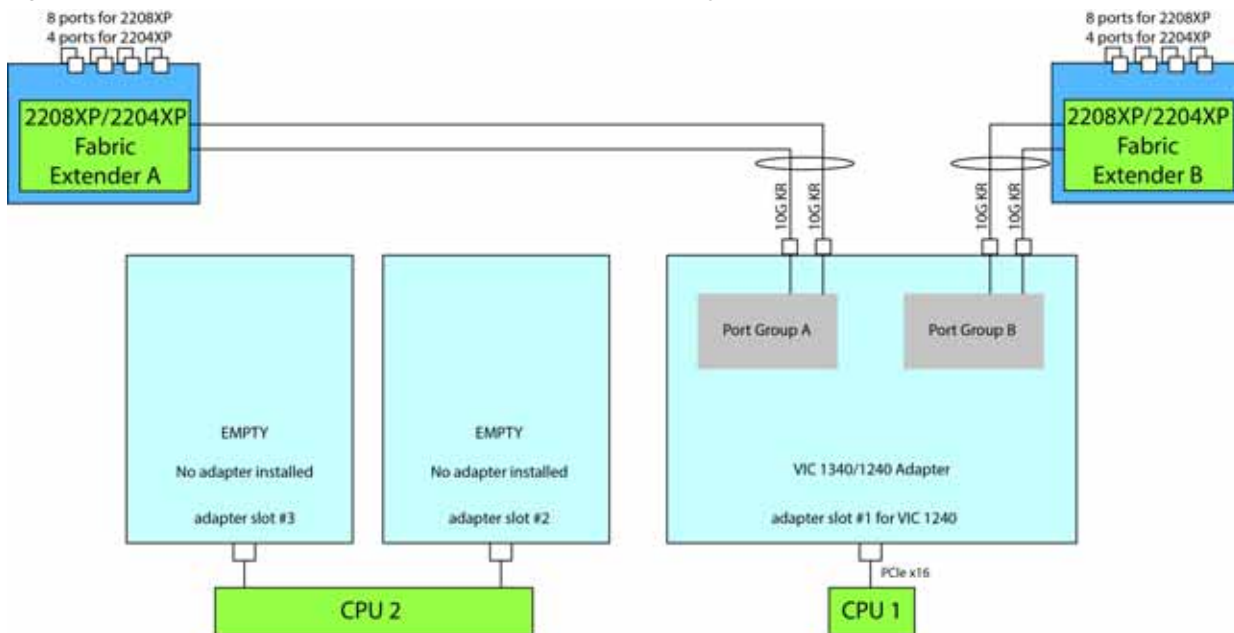 8 ports for 2208XP
4 ports for 2204XP
2208XP/2204XP
Fabric
Extender A
8 ports for 2208XP
4 ports for 2204XP
2208XP/2204XP
Fabric
Extender B
10G KR
10G KR
10G KR
10G KR
Port Group A
Port Group B
EMPTY
No adapter installed
adapter slot #3
EMPTY
No adapter installed
adapter slot #2
VIC 1340/1240 Adapter
adapter slot #1 for VIC 1240
PCIe x16
CPU 2
CPU 1